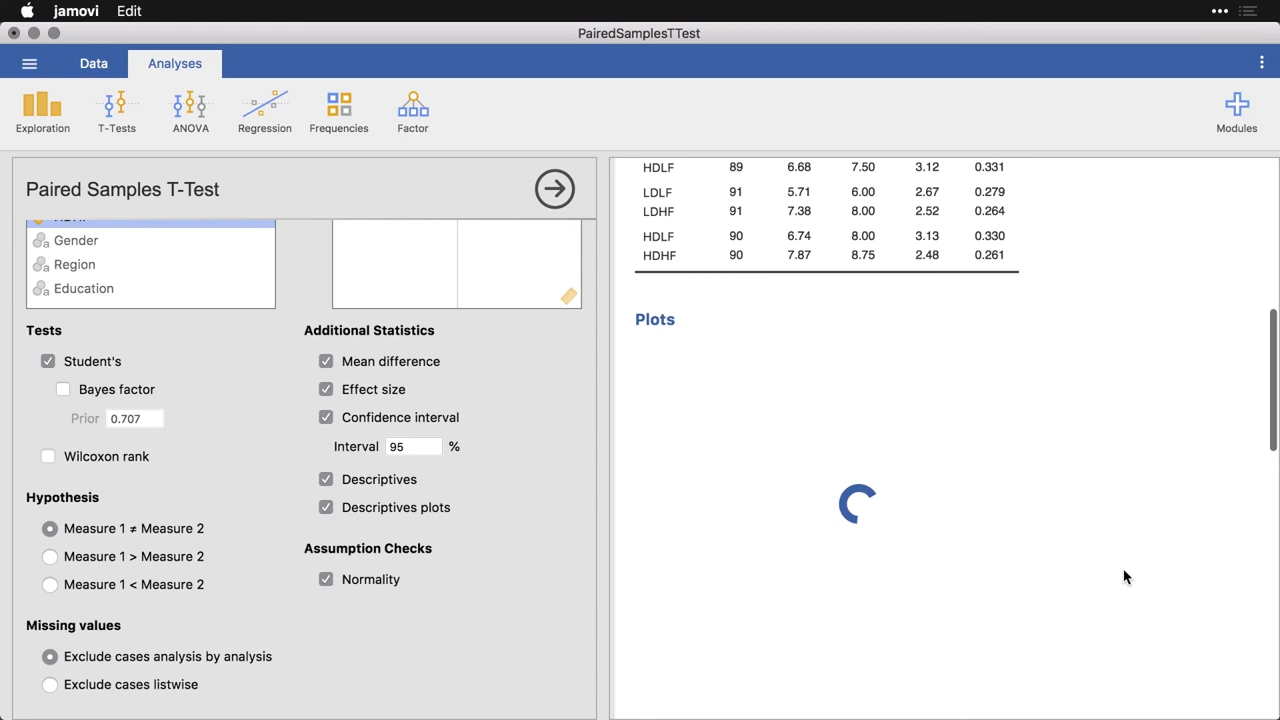 jamovi Edit
PairedSamplesTTest
Data Analyses
Exploration T-Tests ANOVA Regression Frequencies Factor Modules
Paired Samples T-Test
Gender
Region
Education
Tests
Student's
Bayes factor
Prior 0.707
Wilcoxon rank
Hypothesis
Measure 1 ≠ Measure 2
Measure 1 > Measure 2
Measure 1 < Measure 2
Missing values
Exclude cases analysis by analysis
Exclude cases listwise
Additional Statistics
Mean difference
Effect size
Confidence interval
Interval 95 %
Descriptives
Descriptives plots
Assumption Checks
Normality
HDLF 89 6.68 7.50 3.12 0.331
LDLF 91 5.71 6.00 2.67 0.279
LDHF 91 7.38 8.00 2.52 0.264
HDLF 90 6.74 8.00 3.13 0.330
HDHF 90 7.87 8.75 2.48 0.261
Plots